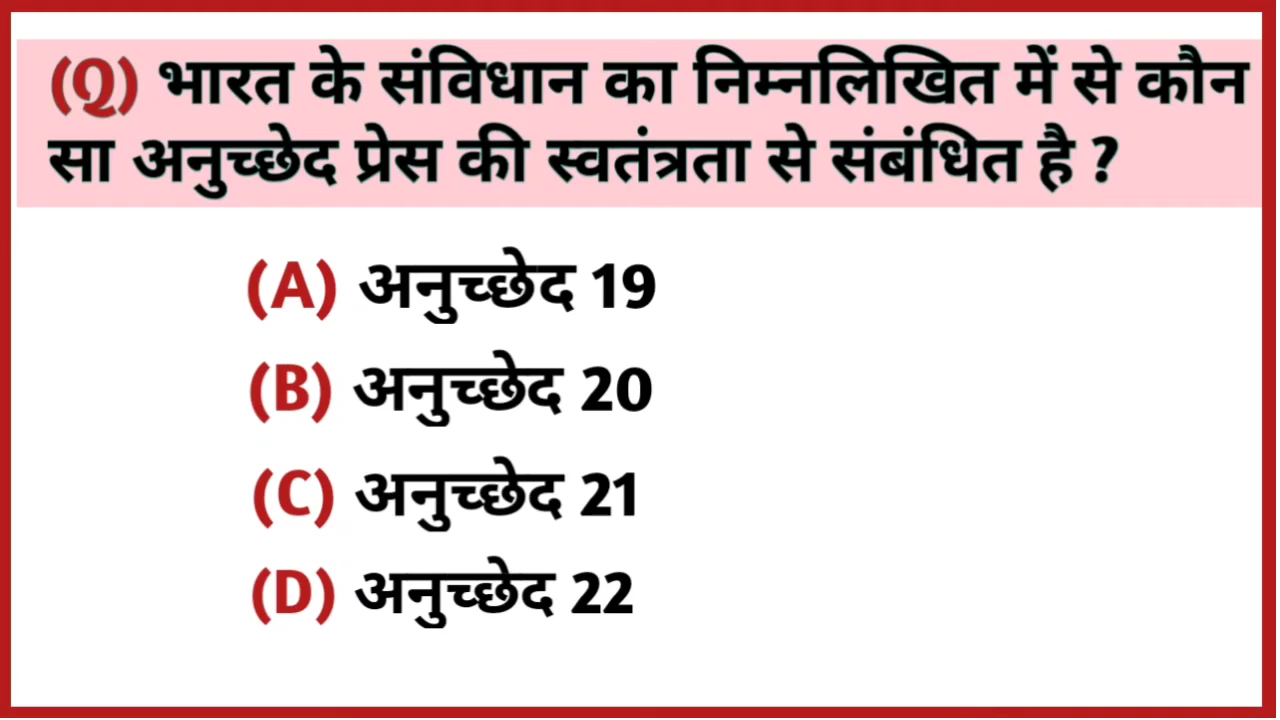 (Q) भारत के संविधान का निम्नलिखित में से कौन
सा अनुच्छेद प्रेस की स्वतंत्रता से संबंधित है ?
(A) अनुच्छेद 19
(B) अनुच्छेद 20
(C) अनुच्छेद 21
(D) अनुच्छेद 22